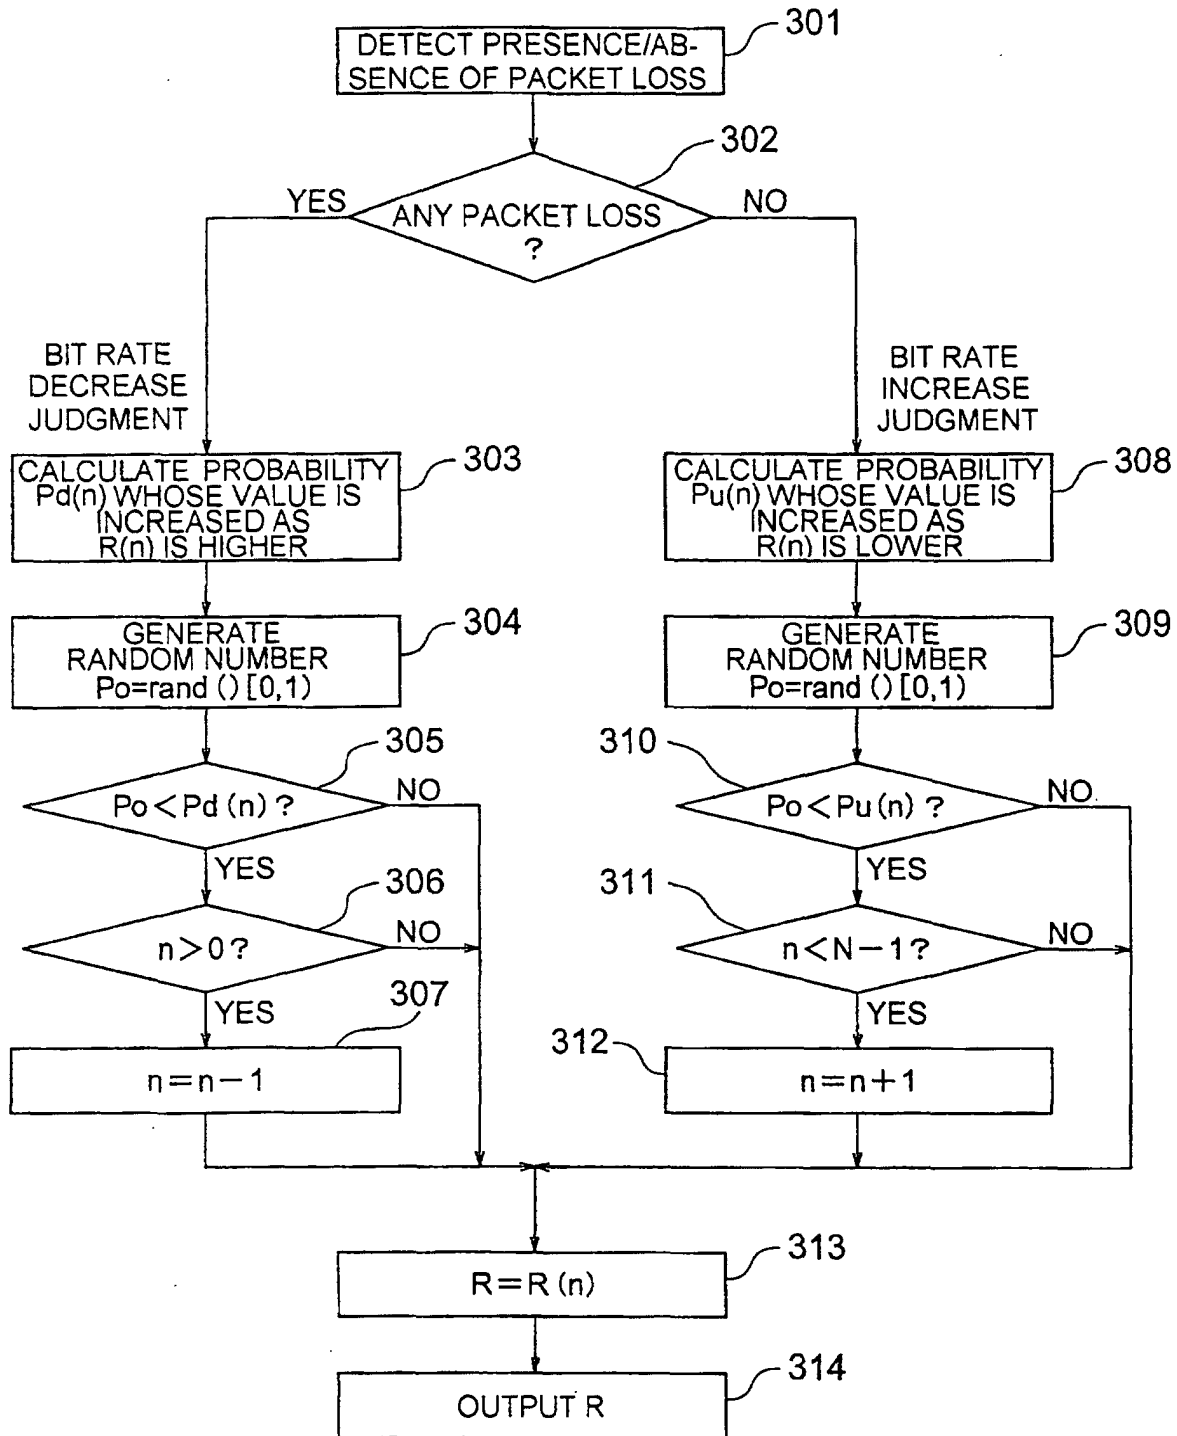 301
DETECT PRESENCE/AB-
SENCE OF PACKET LOSS
302
YES
NO
ANY PACKET LOSS
?
BIT RATE
DECREASE
JUDGMENT
BIT RATE
INCREASE
JUDGMENT
303
CALCULATE PROBABILITY
Pd(n) WHOSE VALUE IS
INCREASED AS
R(n) IS HIGHER
308
CALCULATE PROBABILITY
Pu(n) WHOSE VALUE IS
INCREASED AS
R(n) IS LOWER
304
GENERATE
RANDOM NUMBER
Po=rand () [0,1)
309
GENERATE
RANDOM NUMBER
Po=rand () [0,1)
305
Po<Pd (n) ?
NO
YES
310
Po<Pu (n) ?
NO
YES
306
n>0?
NO
YES
311
n<N-1?
NO
YES
307
n=n-1
312
n=n+1
313
R=R (n)
314
OUTPUT R